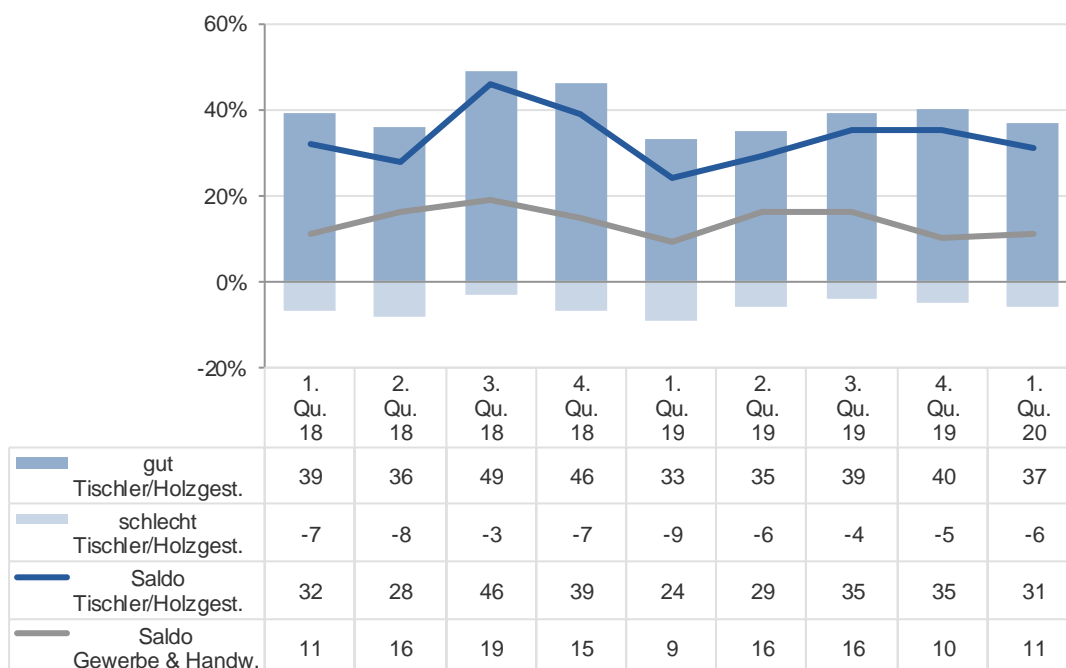 60%
40%
20%
0%
-20%
1. Qu. 18 2. Qu. 18 3. Qu. 18 4. Qu. 18 1. Qu. 19 2. Qu. 19 3. Qu. 19 4. Qu. 19 1. Qu. 20
gut
Tischler/Holzgest. 39 36 49 46 33 35 39 40 37
schlecht
Tischler/Holzgest. -7 -8 -3 -7 -9 -6 -4 -5 -6
Saldo
Tischler/Holzgest. 32 28 46 39 24 29 35 35 31
Saldo
Gewerbe & Handw. 11 16 19 15 9 16 16 10 11